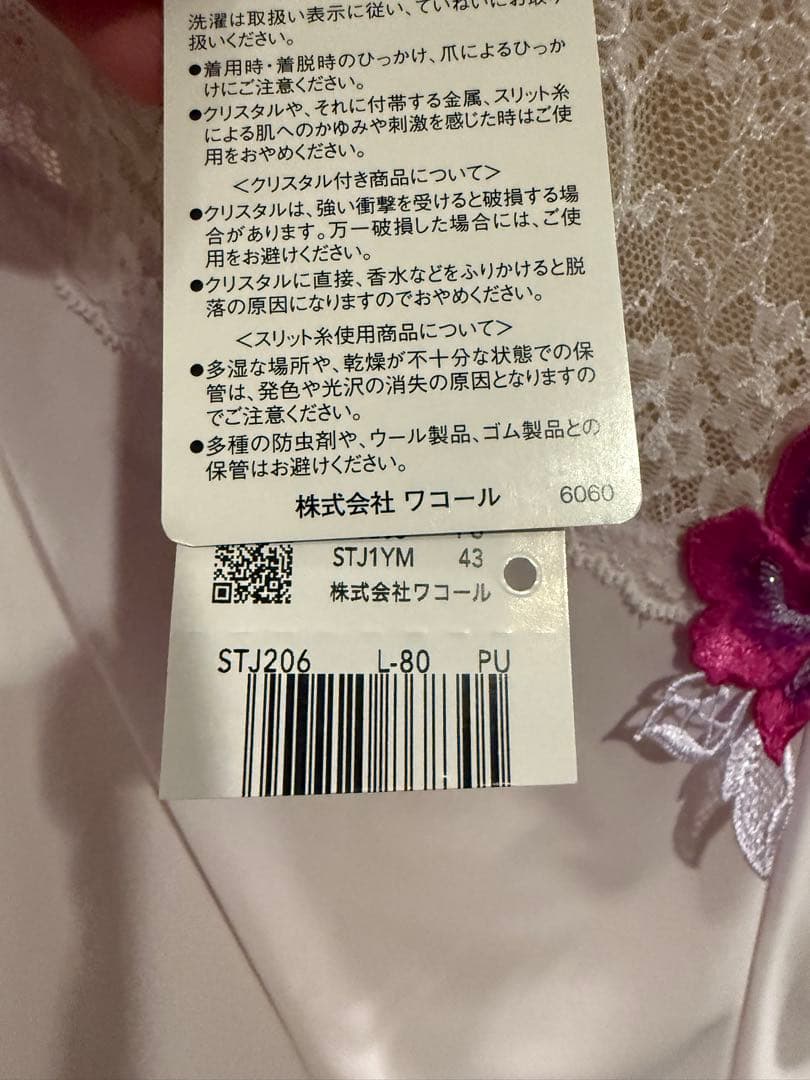 洗濯は取扱い表示に従い、ていねいにお取り
扱いください。
●着用時・着脱時のひっかけ、爪によるひっか
けにご注意ください。
●クリスタルや、それに付帯する金属、スリット糸
による肌へのかゆみや刺激を感じた時はご使
用をおやめください。
＜クリスタル付き商品について＞
●クリスタルは、強い衝撃を受けると破損する場
合があります。万一破損した場合には、ご使
用をお避けください。
●クリスタルに直接、香水などをふりかけると脱
落の原因になりますのでおやめください。
＜スリット糸使用商品について＞
●多湿な場所や、乾燥が不十分な状態での保
管は、発色や光沢の消失の原因となりますの
でご注意ください。
●多種の防虫剤や、ウール製品、ゴム製品との
保管はお避けください。
株式会社 ワコール 6060
STJ1YM 43
株式会社ワコール
STJ206 L-80 PU